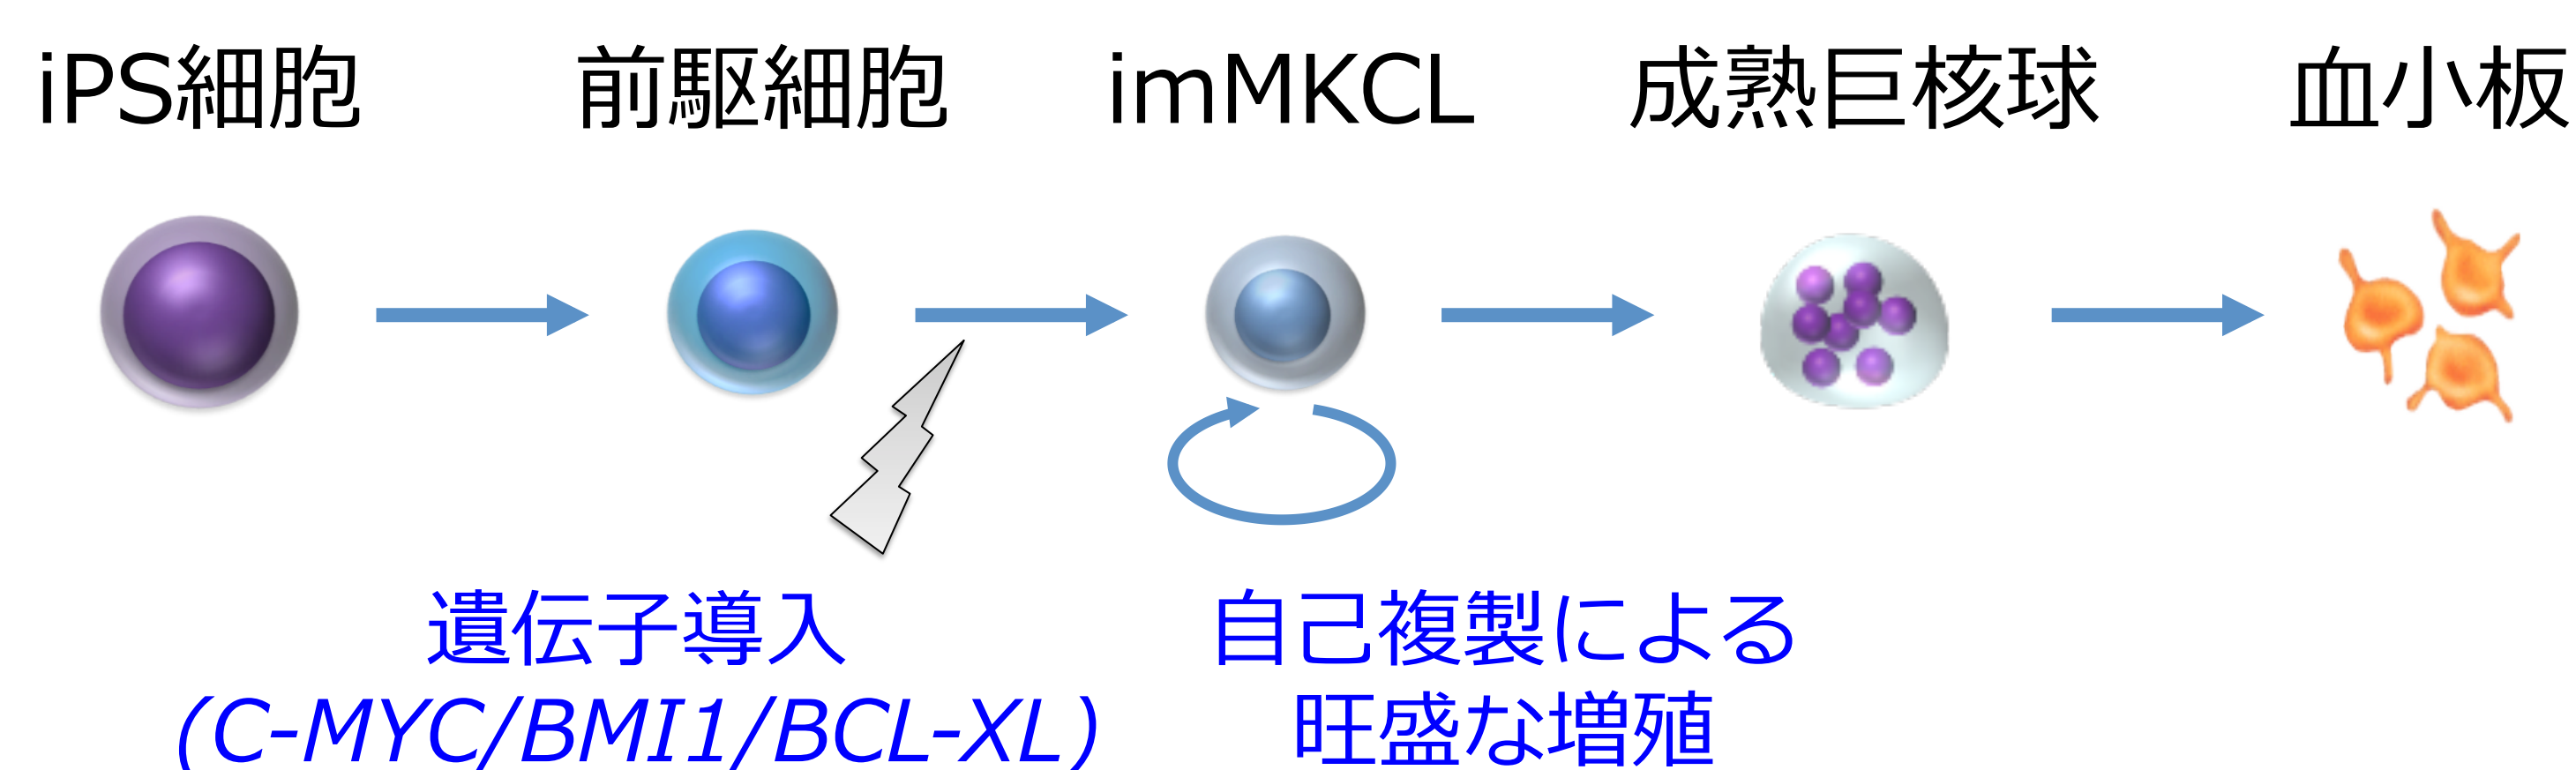 iPS細胞 前駆細胞 imMKCL 成熟巨核球 血小板
遺伝子導入
(C-MYC/BMI1/BCL-XL)
自己複製による
旺盛な増殖